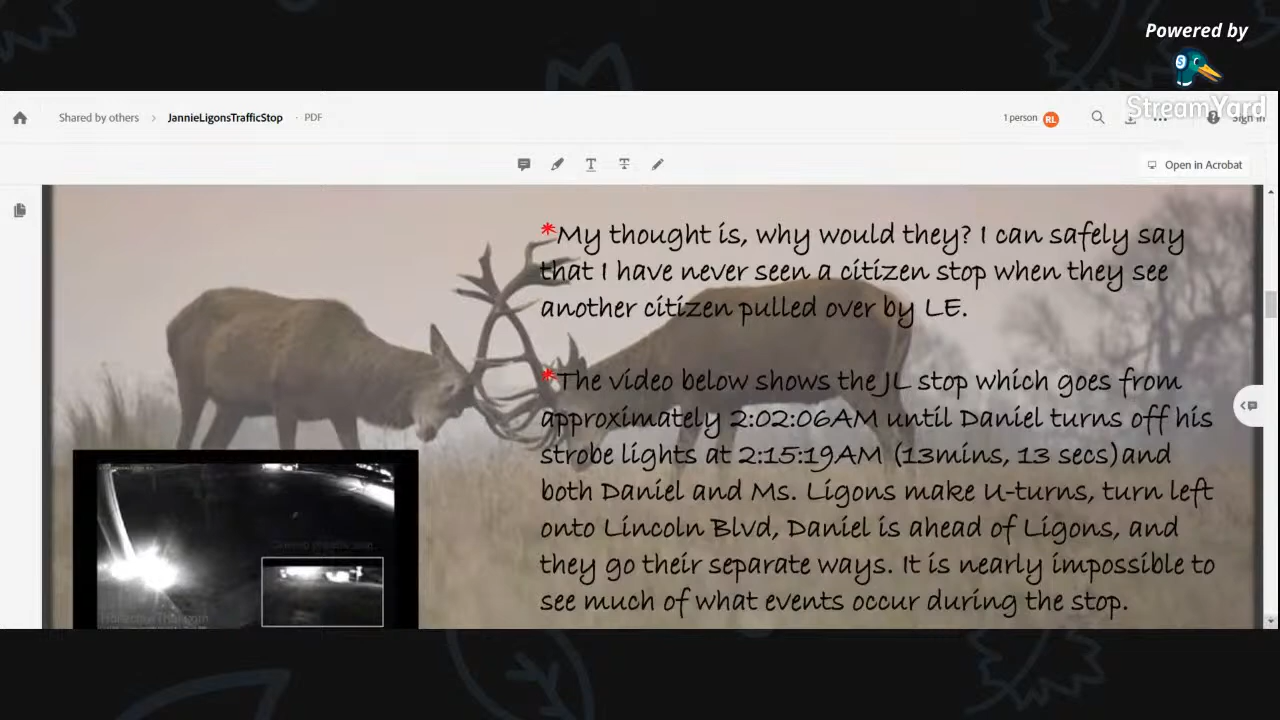 Powered by
StreamYard
Shared by others
JannieLigonsTrafficStop
PDF
1 person
RL
Sign In
Open in Acrobat
*My thought is, why would they? I can safely say
that I have never seen a citizen stop when they see
another citizen pulled over by LE.
*The video below shows the JL stop which goes from
approximately 2:02:06AM until Daniel turns off his
strobe lights at 2:15:19AM (13mins, 13 secs)and
both Daniel and Ms. Ligons make U-turns, turn left
onto Lincoln Blvd, Daniel is ahead of Ligons, and
they go their separate ways. It is nearly impossible to
see much of what events occur during the stop.